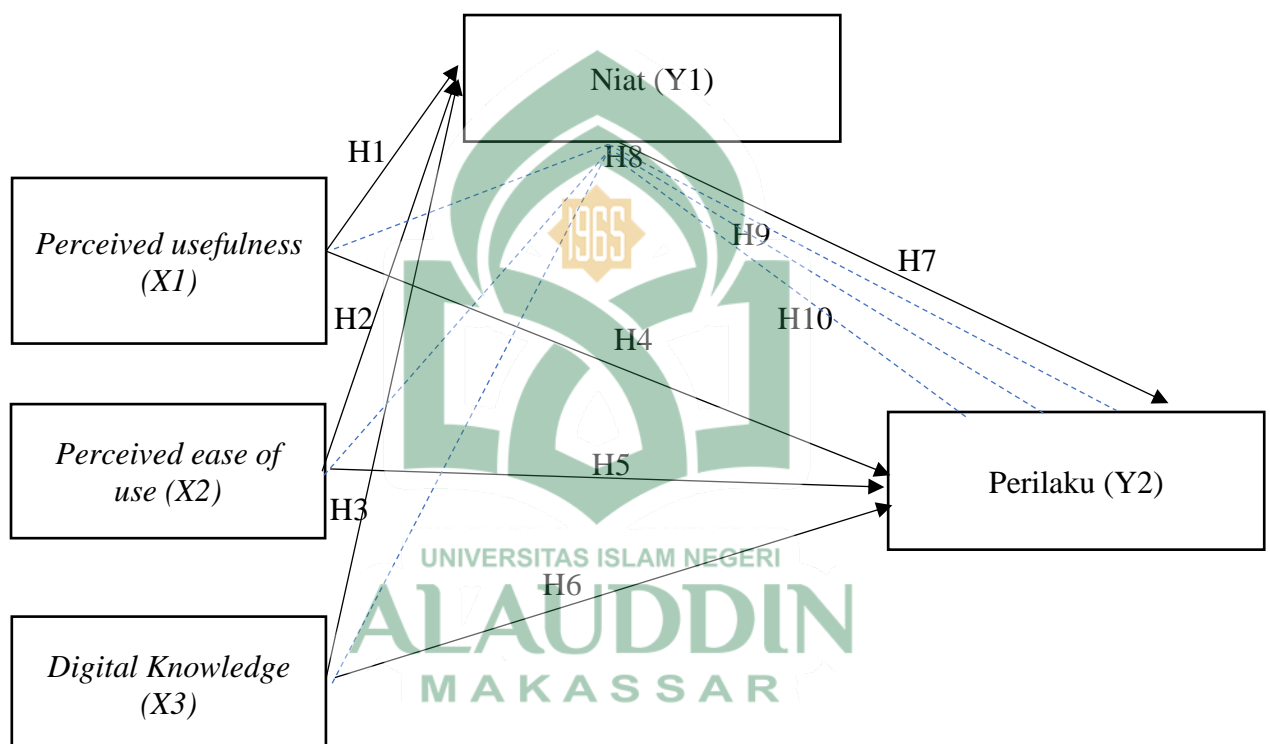 Niat (Y1)
H1
H8
Perceived usefulness
(X1)
1965
H9
H7
H2
H10
H4
Perceived ease of
use (X2)
H5
Perilaku (Y2)
H3
UNIVERSITAS ISLAM NEGERI
H6
ALAUDDIN
Digital Knowledge
(X3)
MAKASSAR